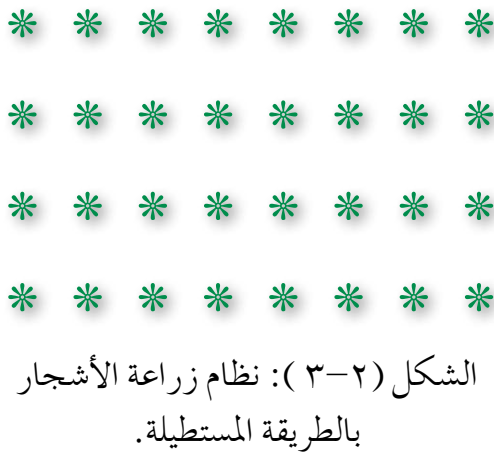 الشكل (٢-٣): نظام زراعة الأشجار
بالطريقة المستطيلة.